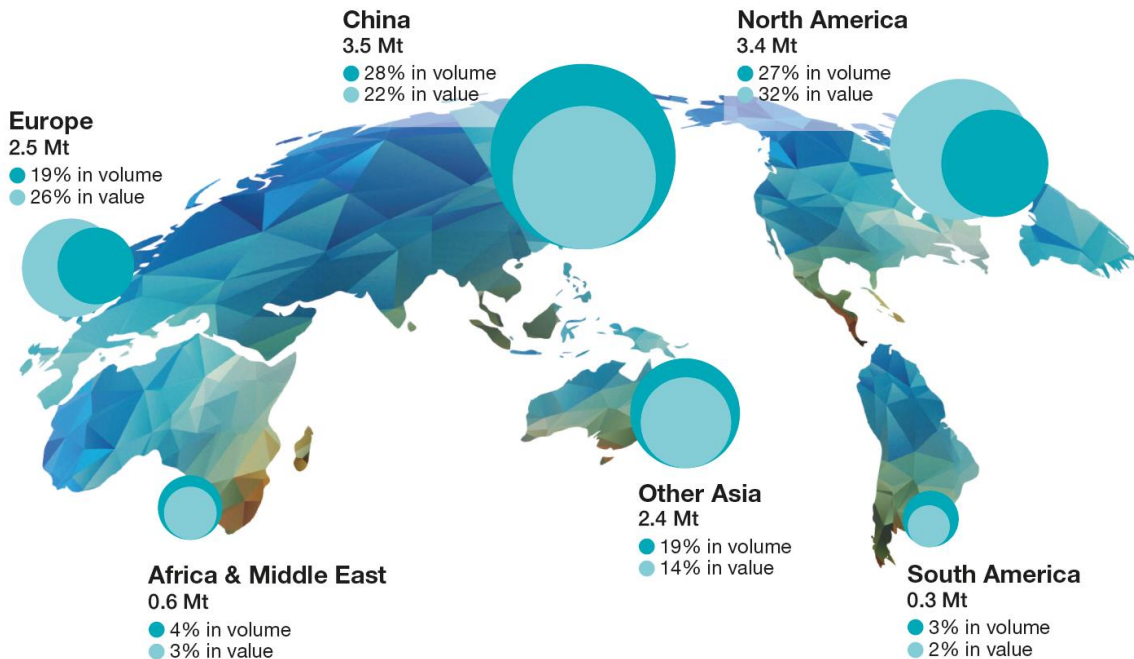 China
3.5 Mt
28% in volume
22% in value
North America
3.4 Mt
27% in volume
32% in value
Europe
2.5 Mt
19% in volume
26% in value
Other Asia
2.4 Mt
19% in volume
14% in value
Africa & Middle East
0.6 Mt
4% in volume
3% in value
South America
0.3 Mt
3% in volume
2% in value